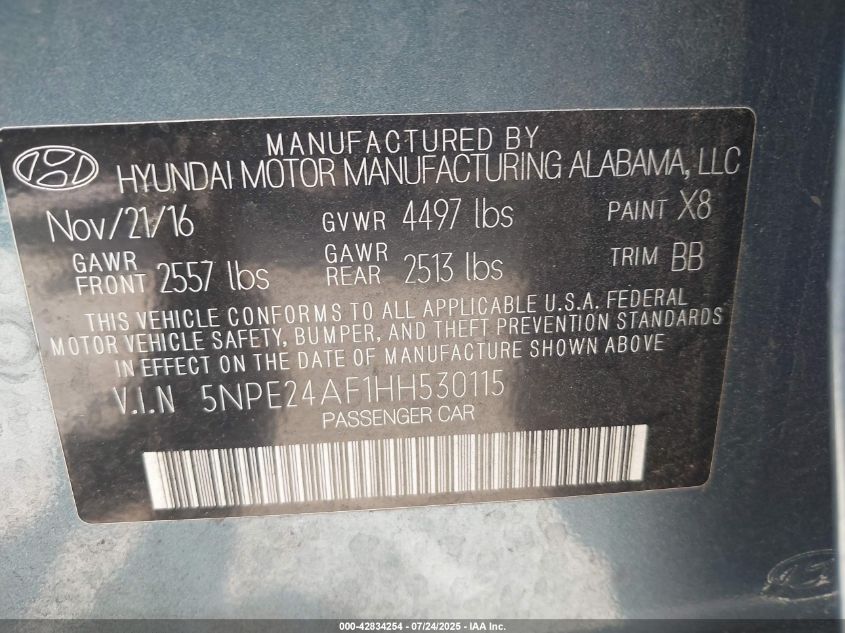 MANUFACTURED BY
HYUNDAI MOTOR MANUFACTURING ALABAMA, LLC
Nov/21/16 GVWR 4497 lbs PAINT X8
GAWR FRONT 2557 lbs GAWR REAR 2513 lbs TRIM BB
THIS VEHICLE CONFORMS TO ALL APPLICABLE U.S.A. FEDERAL
MOTOR VEHICLE SAFETY, BUMPER, AND THEFT PREVENTION STANDARDS
IN EFFECT ON THE DATE OF MANUFACTURE SHOWN ABOVE
V.I.N 5NPE24AF1HH530115
PASSENGER CAR
000-42834254 - 07/24/2025 - IAA Inc.